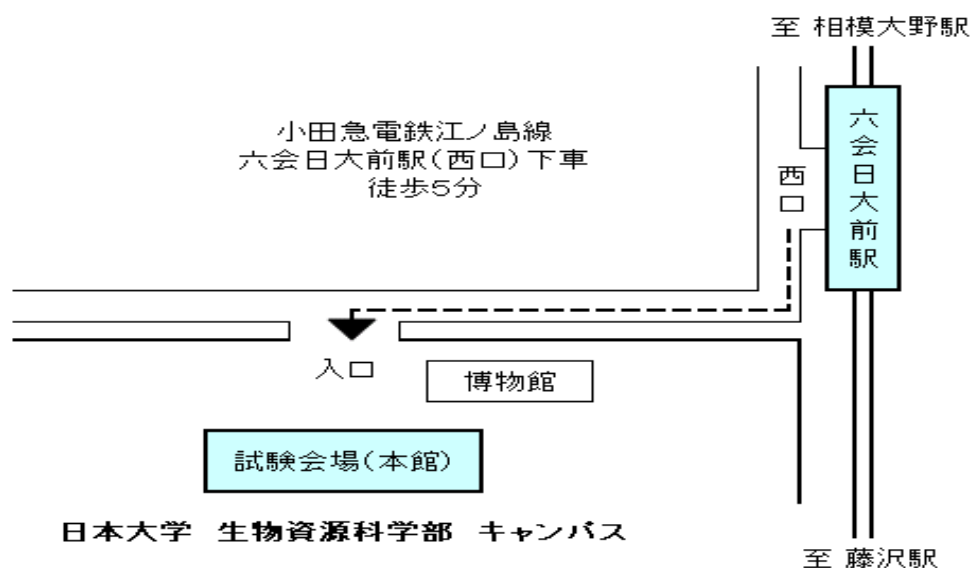 至 相模大野駅
小田急電鉄江ノ島線
六会日大前駅(西口)下車
徒歩5分
西口
六会日大前駅
入口
博物館
試験会場(本館)
日本大学 生物資源科学部 キャンパス
至 藤沢駅